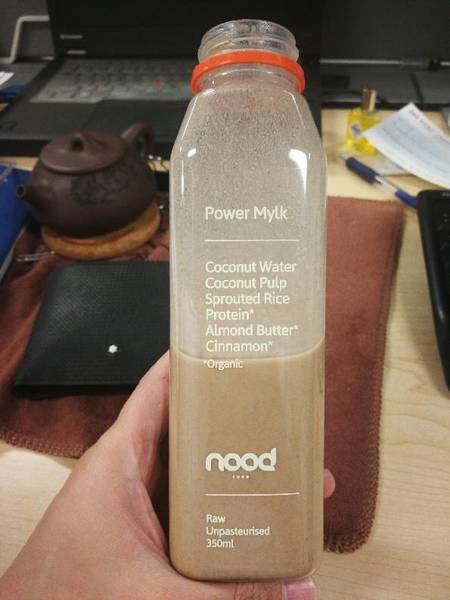 Power Mylk
Coconut Water
Coconut Pulp
Sprouted Rice
Protein*
Almond Butter*
Cinnamon*
*Organic
nood
Raw
Unpasteurised
350ml